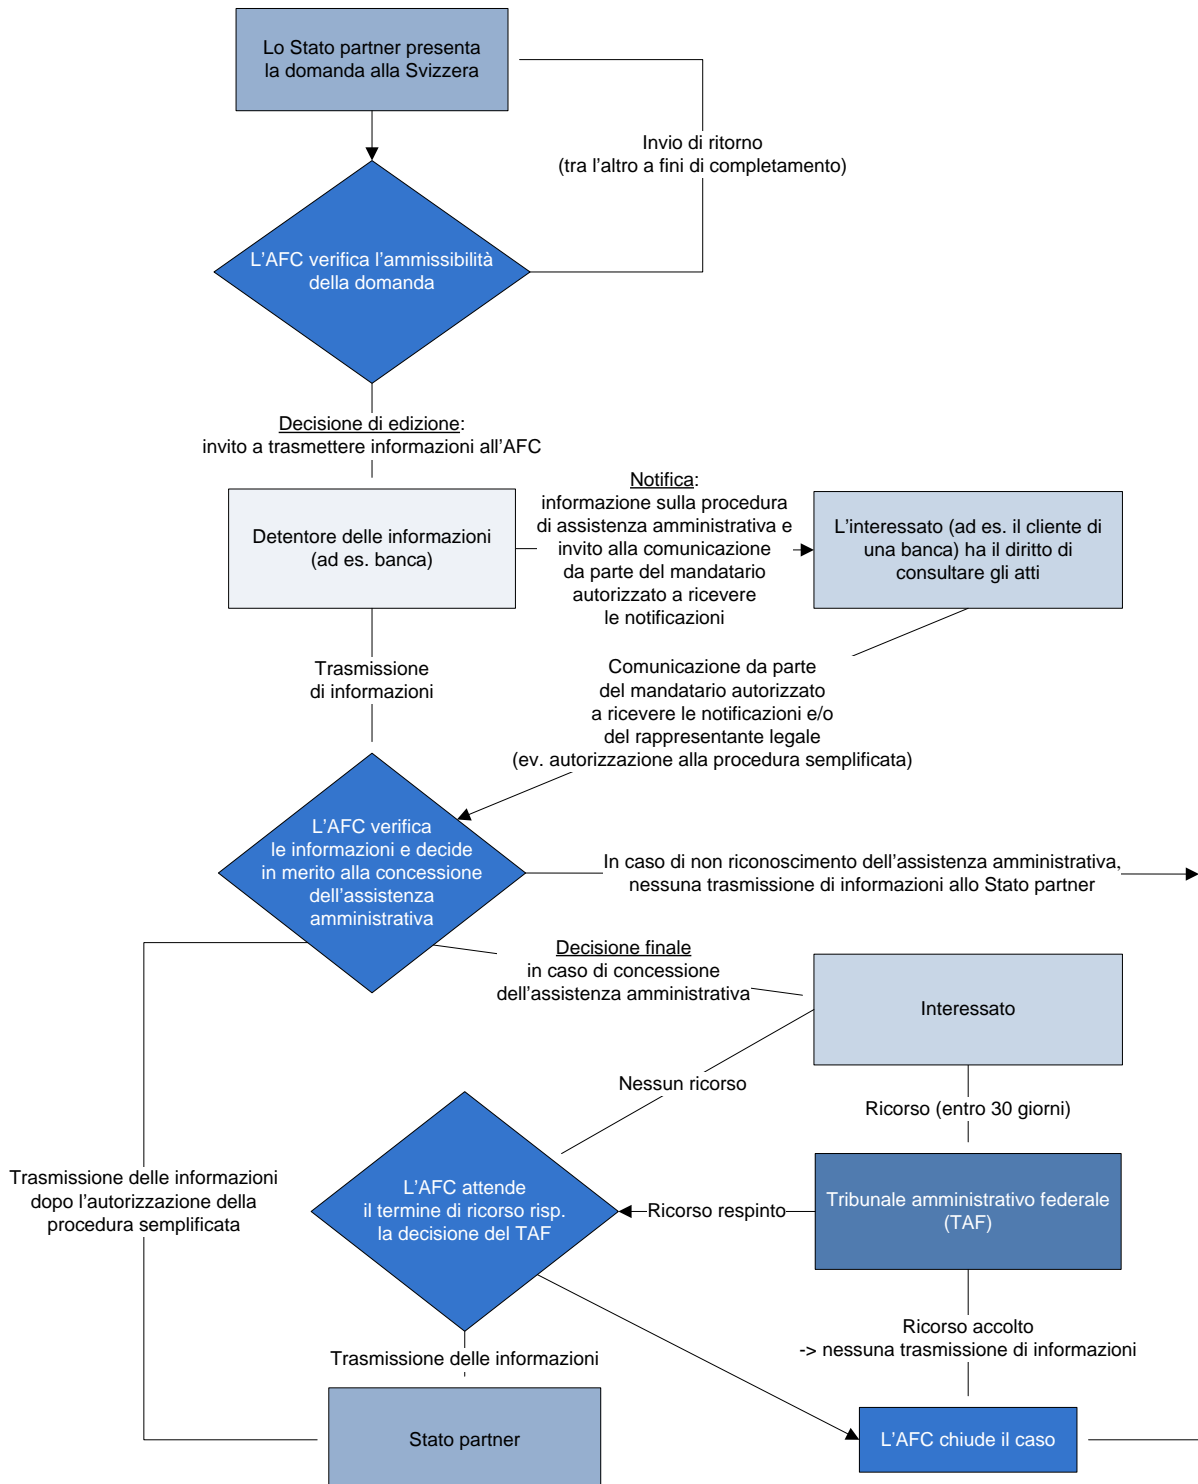 Lo Stato partner presenta
la domanda alla Svizzera
Invio di ritorno
(tra l'altro a fini di completamento)
L'AFC verifica l'ammissibilità
della domanda
Decisione di edizione:
invito a trasmettere informazioni all'AFC
Detentore delle informazioni
(ad es. banca)
Notifica:
informazione sulla procedura
di assistenza amministrativa e
invito alla comunicazione
da parte del mandatario
autorizzato a ricevere
le notificazioni
L'interessato (ad es. il cliente di
una banca) ha il diritto di
consultare gli atti
Trasmissione
di informazioni
Comunicazione da parte
del mandatario autorizzato
a ricevere le notificazioni e/o
del rappresentante legale
(ev. autorizzazione alla procedura semplificata)
L'AFC verifica
le informazioni e decide
in merito alla concessione
dell'assistenza
amministrativa
In caso di non riconoscimento dell'assistenza amministrativa,
nessuna trasmissione di informazioni allo Stato partner
Decisione finale
in caso di concessione
dell'assistenza amministrativa
Interessato
Nessun ricorso
Ricorso (entro 30 giorni)
Trasmissione delle informazioni
dopo l'autorizzazione della
procedura semplificata
L'AFC attende
il termine di ricorso risp.
la decisione del TAF
Ricorso respinto
Tribunale amministrativo federale
(TAF)
Ricorso accolto
-> nessuna trasmissione di informazioni
Trasmissione delle informazioni
Stato partner
L'AFC chiude il caso